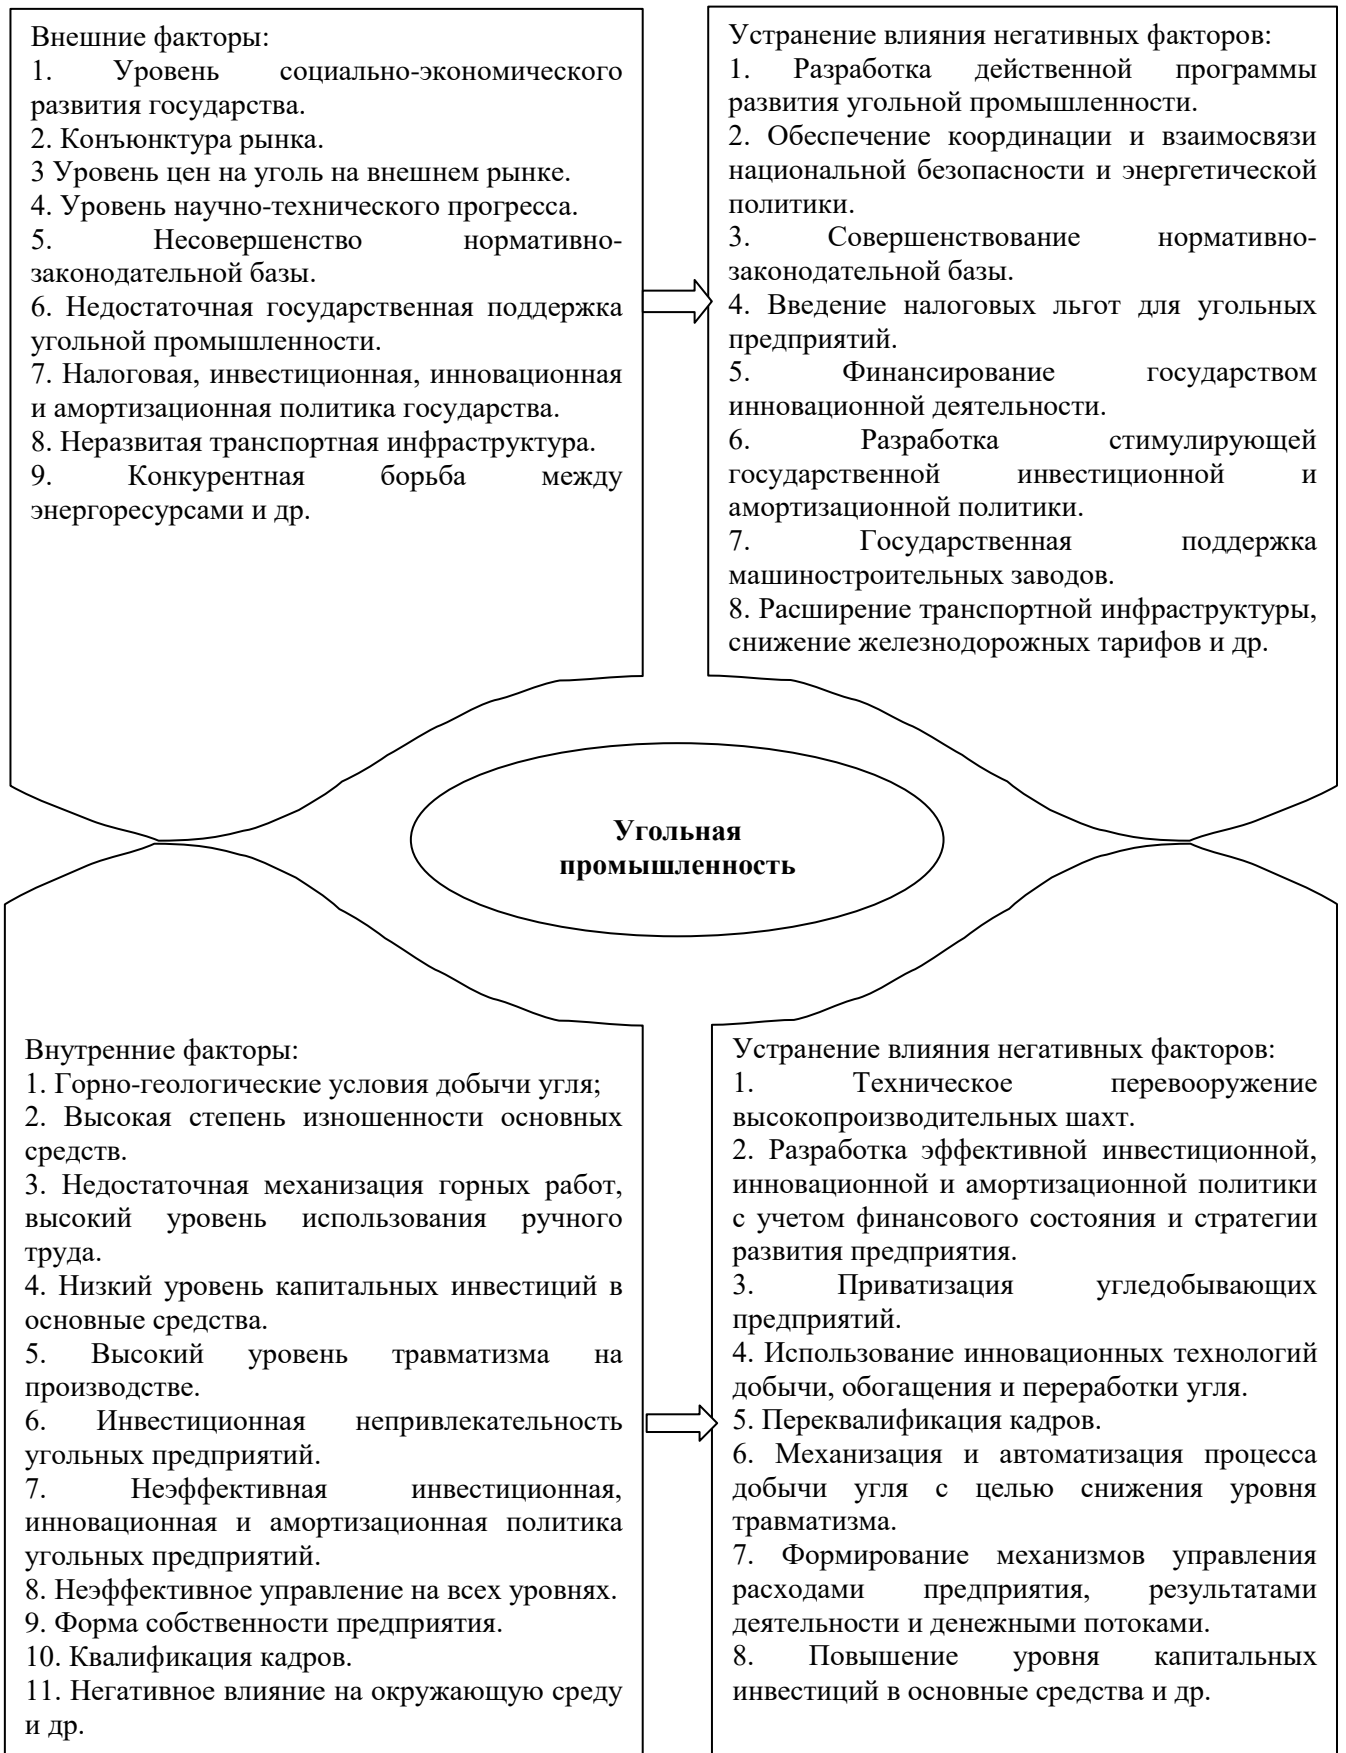 Внешние факторы:
1. Уровень социально-экономического
развития государства.
2. Конъюнктура рынка.
3 Уровень цен на уголь на внешнем рынке.
4. Уровень научно-технического прогресса.
5. Несовершенство нормативно-
законодательной базы.
6. Недостаточная государственная поддержка
угольной промышленности.
7. Налоговая, инвестиционная, инновационная
и амортизационная политика государства.
8. Неразвитая транспортная инфраструктура.
9. Конкурентная борьба между
энергоресурсами и др.
Устранение влияния негативных факторов:
1. Разработка действенной программы
развития угольной промышленности.
2. Обеспечение координации и взаимосвязи
национальной безопасности и энергетической
политики.
3. Совершенствование нормативно-
законодательной базы.
4. Введение налоговых льгот для угольных
предприятий.
5. Финансирование государством
инновационной деятельности.
6. Разработка стимулирующей
государственной инвестиционной и
амортизационной политики.
7. Государственная поддержка
машиностроительных заводов.
8. Расширение транспортной инфраструктуры,
снижение железнодорожных тарифов и др.
Угольная
промышленность
Внутренние факторы:
1. Горно-геологические условия добычи угля;
2. Высокая степень изношенности основных
средств.
3. Недостаточная механизация горных работ,
высокий уровень использования ручного
труда.
4. Низкий уровень капитальных инвестиций в
основные средства.
5. Высокий уровень травматизма на
производстве.
6. Инвестиционная непривлекательность
угольных предприятий.
7. Неэффективная инвестиционная,
инновационная и амортизационная политика
угольных предприятий.
8. Неэффективное управление на всех уровнях.
9. Форма собственности предприятия.
10. Квалификация кадров.
11. Негативное влияние на окружающую среду
и др.
Устранение влияния негативных факторов:
1. Техническое перевооружение
высокопроизводительных шахт.
2. Разработка эффективной инвестиционной,
инновационной и амортизационной политики
с учетом финансового состояния и стратегии
развития предприятия.
3. Приватизация угледобывающих
предприятий.
4. Использование инновационных технологий
добычи, обогащения и переработки угля.
5. Переквалификация кадров.
6. Механизация и автоматизация процесса
добычи угля с целью снижения уровня
травматизма.
7. Формирование механизмов управления
расходами предприятия, результатами
деятельности и денежными потоками.
8. Повышение уровня капитальных
инвестиций в основные средства и др.